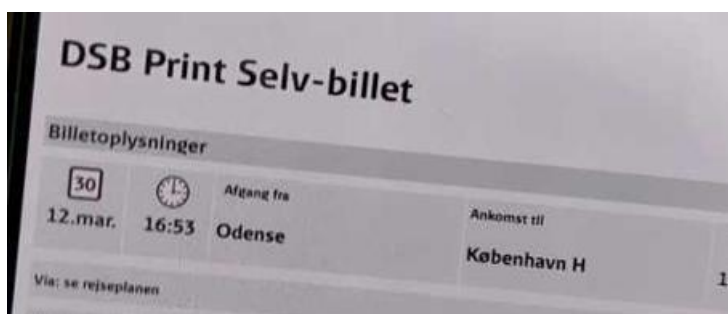 DSB Print Selv-billet
Billetoplysninger
30
Afgang fra
Ankomst til
12.mar. 16:53 Odense København H 1
Via: se rejseplanen